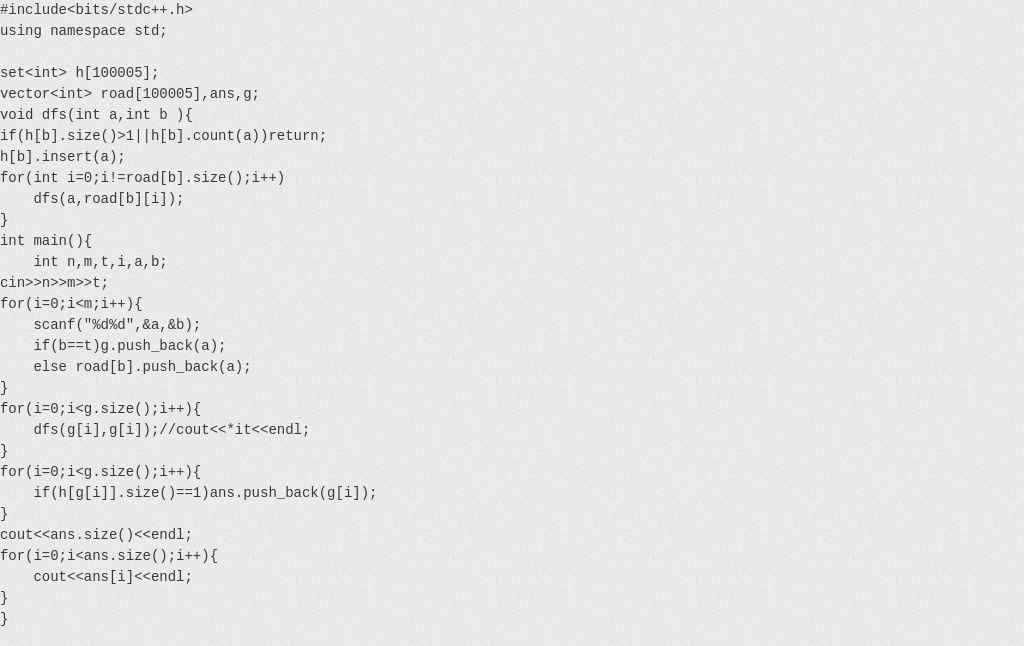 #include<bits/stdc++.h>
using namespace std;

set<int> h[100005];
vector<int> road[100005],ans,g;
void dfs(int a,int b ){
if(h[b].size()>1||h[b].count(a))return;
h[b].insert(a);
for(int i=0;i!=road[b].size();i++)
    dfs(a,road[b][i]);
}
int main(){
    int n,m,t,i,a,b;
cin>>n>>m>>t;
for(i=0;i<m;i++){
    scanf("%d%d",&a,&b);
    if(b==t)g.push_back(a);
    else road[b].push_back(a);
}
for(i=0;i<g.size();i++){
    dfs(g[i],g[i]);//cout<<*it<<endl;
}
for(i=0;i<g.size();i++){
    if(h[g[i]].size()==1)ans.push_back(g[i]);
}
cout<<ans.size()<<endl;
for(i=0;i<ans.size();i++){
    cout<<ans[i]<<endl;
}
}